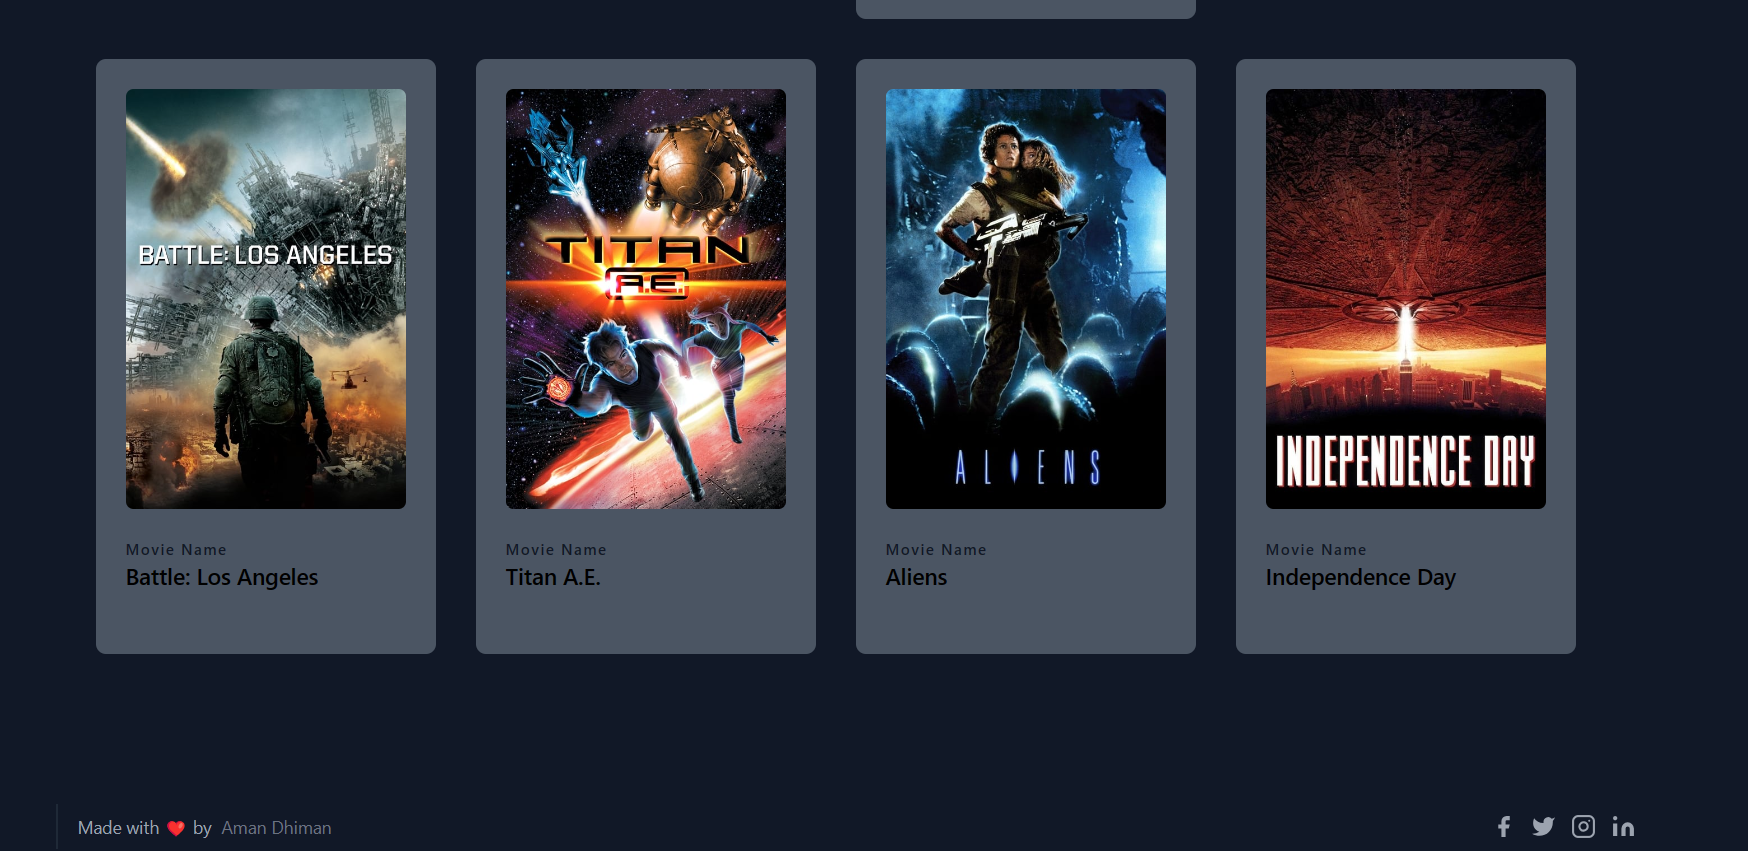 BATTLE: LOS ANGELES
TITAN
A.E.
ALIENS
INDEPENDENCE DAY
Movie Name
Battle: Los Angeles
Movie Name
Titan A.E.
Movie Name
Aliens
Movie Name
Independence Day
Made with ❤️ by Aman Dhiman